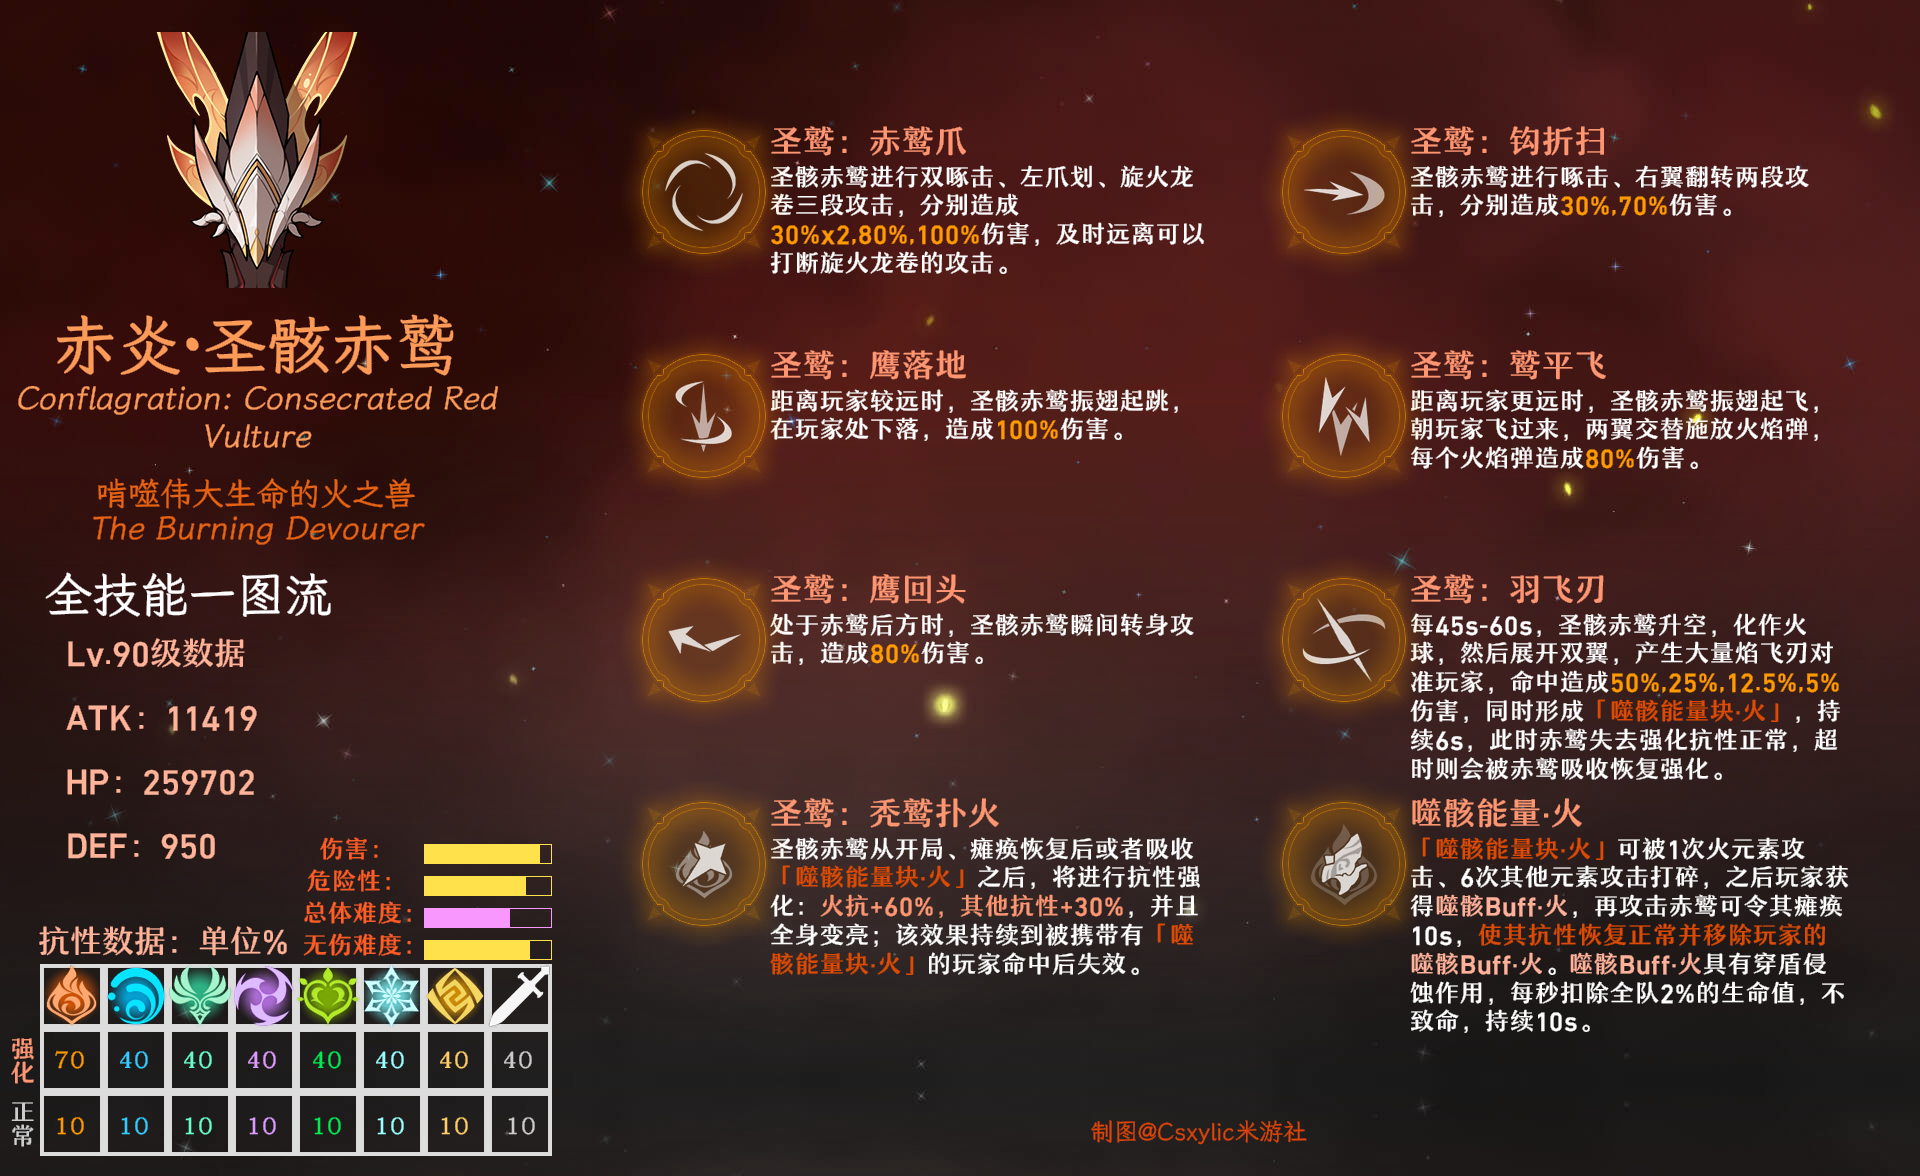 赤炎·圣骸赤鹫
Conflagration: Consecrated Red
Vulture
啃噬伟大生命的火之兽
The Burning Devourer
全技能一图流
Lv.90级数据
ATK：11419
HP：259702
DEF：950
伤害：
危险性：
总体难度：
无伤难度：
抗性数据：单位%
强化
70 40 40 40 40 40 40 40
正常
10 10 10 10 10 10 10 10
圣鹫：赤鹫爪
圣骸赤鹫进行双啄击、左爪划、旋火龙
卷三段攻击，分别造成
30%x2,80%,100%伤害，及时远离可以
打断旋火龙卷的攻击。
圣鹫：钩折扫
圣骸赤鹫进行啄击、右翼翻转两段攻
击，分别造成30%,70%伤害。
圣鹫：鹰落地
距离玩家较远时，圣骸赤鹫振翅起跳，
在玩家处下落，造成100%伤害。
圣鹫：鹫平飞
距离玩家更远时，圣骸赤鹫振翅起飞，
朝玩家飞过来，两翼交替施放火焰弹，
每个火焰弹造成80%伤害。
圣鹫：鹰回头
处于赤鹫后方时，圣骸赤鹫瞬间转身攻
击，造成80%伤害。
圣鹫：羽飞刃
每45s-60s，圣骸赤鹫升空，化作火
球，然后展开双翼，产生大量焰飞刃对
准玩家，命中造成50%,25%,12.5%,5%
伤害，同时形成「噬骸能量块·火」，持
续6s，此时赤鹫失去强化抗性正常，超
时则会被赤鹫吸收恢复强化。
圣鹫：秃鹫扑火
圣骸赤鹫从开局、瘫痪恢复后或者吸收
「噬骸能量块·火」之后，将进行抗性强
化：火抗+60%，其他抗性+30%，并且
全身变亮；该效果持续到被携带有「噬
骸能量块·火」的玩家命中后失效。
噬骸能量·火
「噬骸能量块·火」可被1次火元素攻
击、6次其他元素攻击打碎，之后玩家获
得噬骸Buff·火，再攻击赤鹫可令其瘫痪
10s，使其抗性恢复正常并移除玩家的
噬骸Buff·火。噬骸Buff·火具有穿盾侵
蚀作用，每秒扣除全队2%的生命值，不
致命，持续10s。
制图@Csxylic米游社